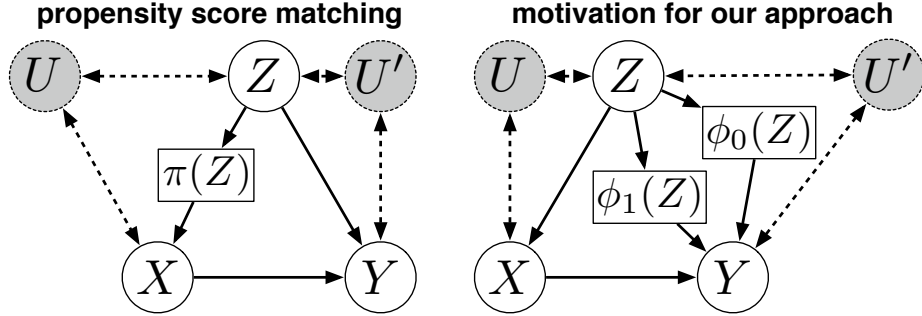 propensity score matching
U
Z
U'
π(Z)
X
Y
motivation for our approach
U
Z
U'
ϕ₀(Z)
ϕ₁(Z)
X
Y